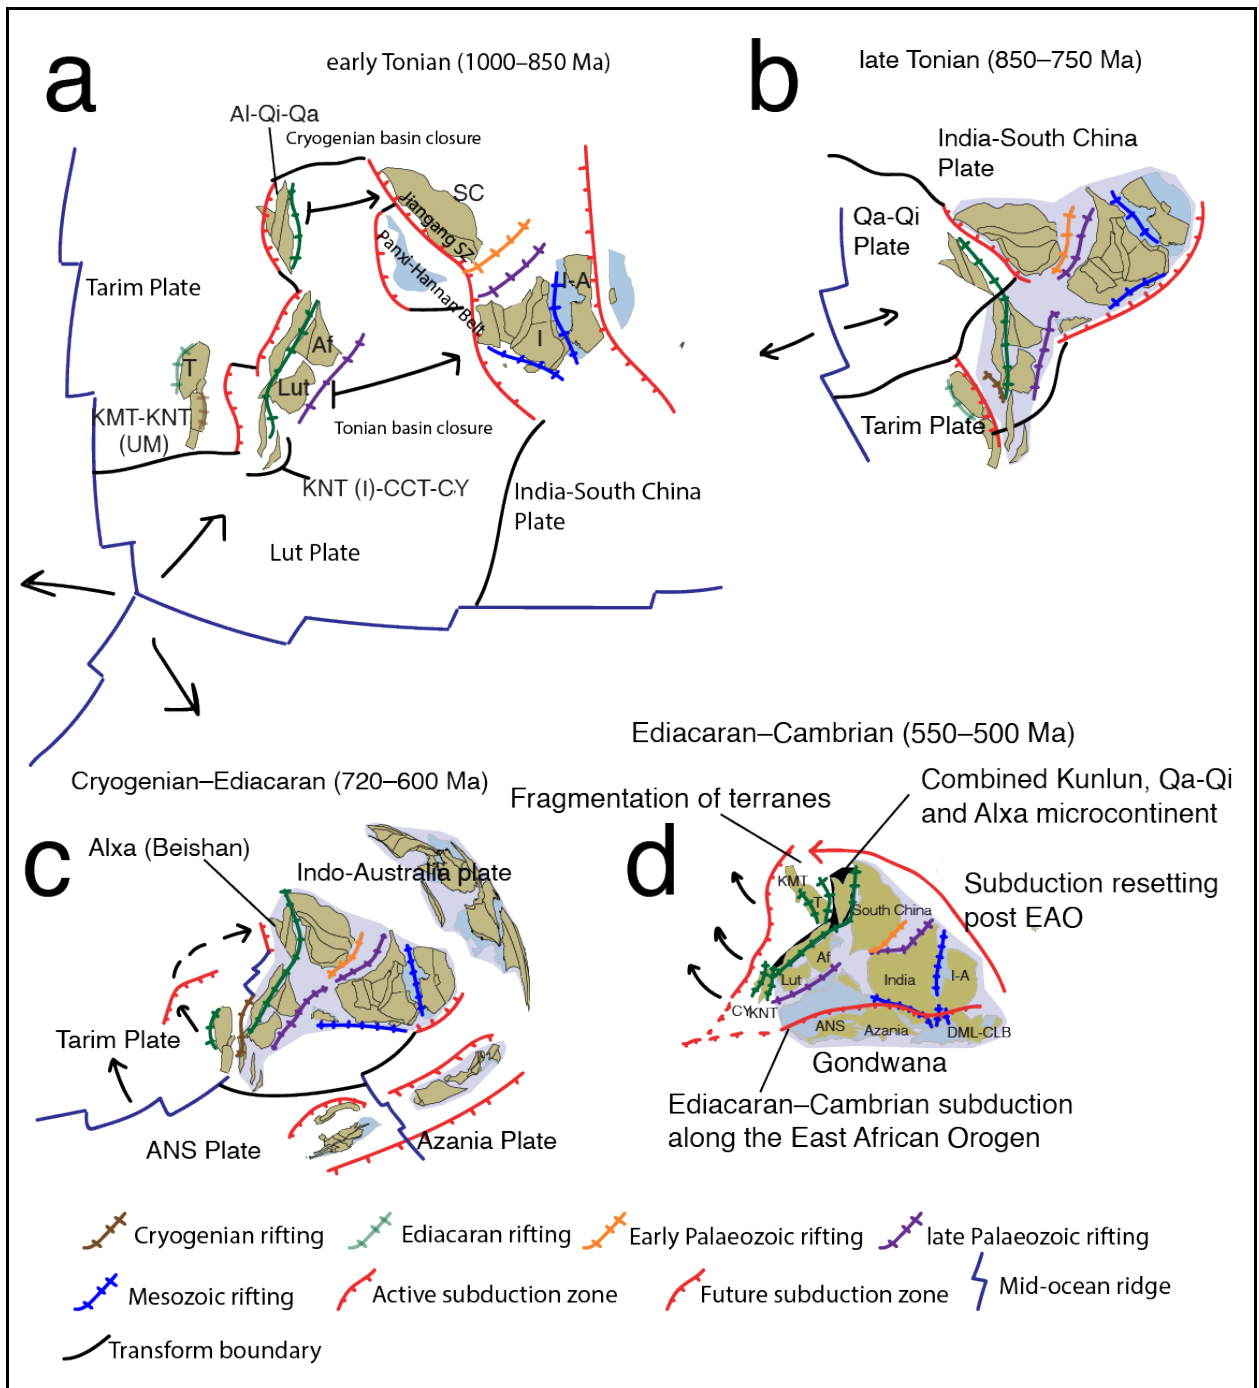 a
early Tonian (1000–850 Ma)
Al-Qi-Qa
Cryogenian basin closure
SC
Jiangang SZ
Panxi-Hannan Belt
I-A
I
Tarim Plate
T
Af
Lut
KMT-KNT
(UM)
Tonian basin closure
KNT (I)-CCT-CY
India-South China
Plate
Lut Plate
b
late Tonian (850–750 Ma)
India-South China
Plate
Qa-Qi
Plate
Tarim Plate
c
Cryogenian–Ediacaran (720–600 Ma)
Alxa (Beishan)
Indo-Australia plate
Tarim Plate
ANS Plate
Azania Plate
d
Ediacaran–Cambrian (550–500 Ma)
Fragmentation of terranes
Combined Kunlun, Qa-Qi
and Alxa microcontinent
Subduction resetting
post EAO
KMT
T
South China
Af
Lut
India
I-A
CY
KNT
ANS
Azania
DML-CLB
Gondwana
Ediacaran–Cambrian subduction
along the East African Orogen
Cryogenian rifting
Ediacaran rifting
Early Palaeozoic rifting
late Palaeozoic rifting
Mesozoic rifting
Active subduction zone
Future subduction zone
Mid-ocean ridge
Transform boundary